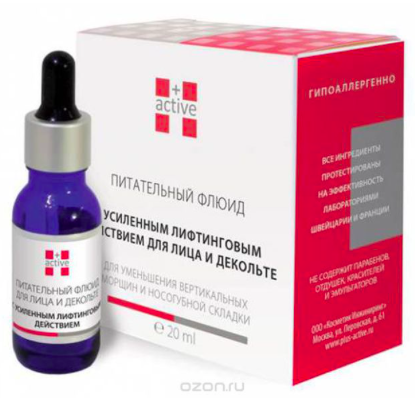 +
active
ПИТАТЕЛЬНЫЙ ФЛЮИД
УСИЛЕННЫМ ЛИФТИНГОВЫМ
ЙСТВИЕМ ДЛЯ ЛИЦА И ДЕКОЛЬТЕ
ДЛЯ УМЕНЬШЕНИЯ ВЕРТИКАЛЬНЫХ
МОРЩИН И НОСОГУБНОЙ СКЛАДКИ
e 20 ml
ГИПОАЛЛЕРГЕННО
ВСЕ ИНГРЕДИЕНТЫ
ПРОТЕСТИРОВАНЫ
НА ЭФФЕКТИВНОСТЬ
ЛАБОРАТОРИЯМИ
ШВЕЙЦАРИИ И ФРАНЦИИ
НЕ СОДЕРЖИТ ПАРАБЕНОВ,
ОТДУШЕК, КРАСИТЕЛЕЙ
И ЭМУЛЬГАТОРОВ
ООО «Косметик Инжиниринг»
Москва, ул. Перовская, д. 61
www.plus-active.ru
+
active
ПИТАТЕЛЬНЫЙ ФЛЮИД
ДЛЯ ЛИЦА И ДЕКОЛЬТЕ
С УСИЛЕННЫМ ЛИФТИНГОВЫМ
ДЕЙСТВИЕМ
ozon.ru